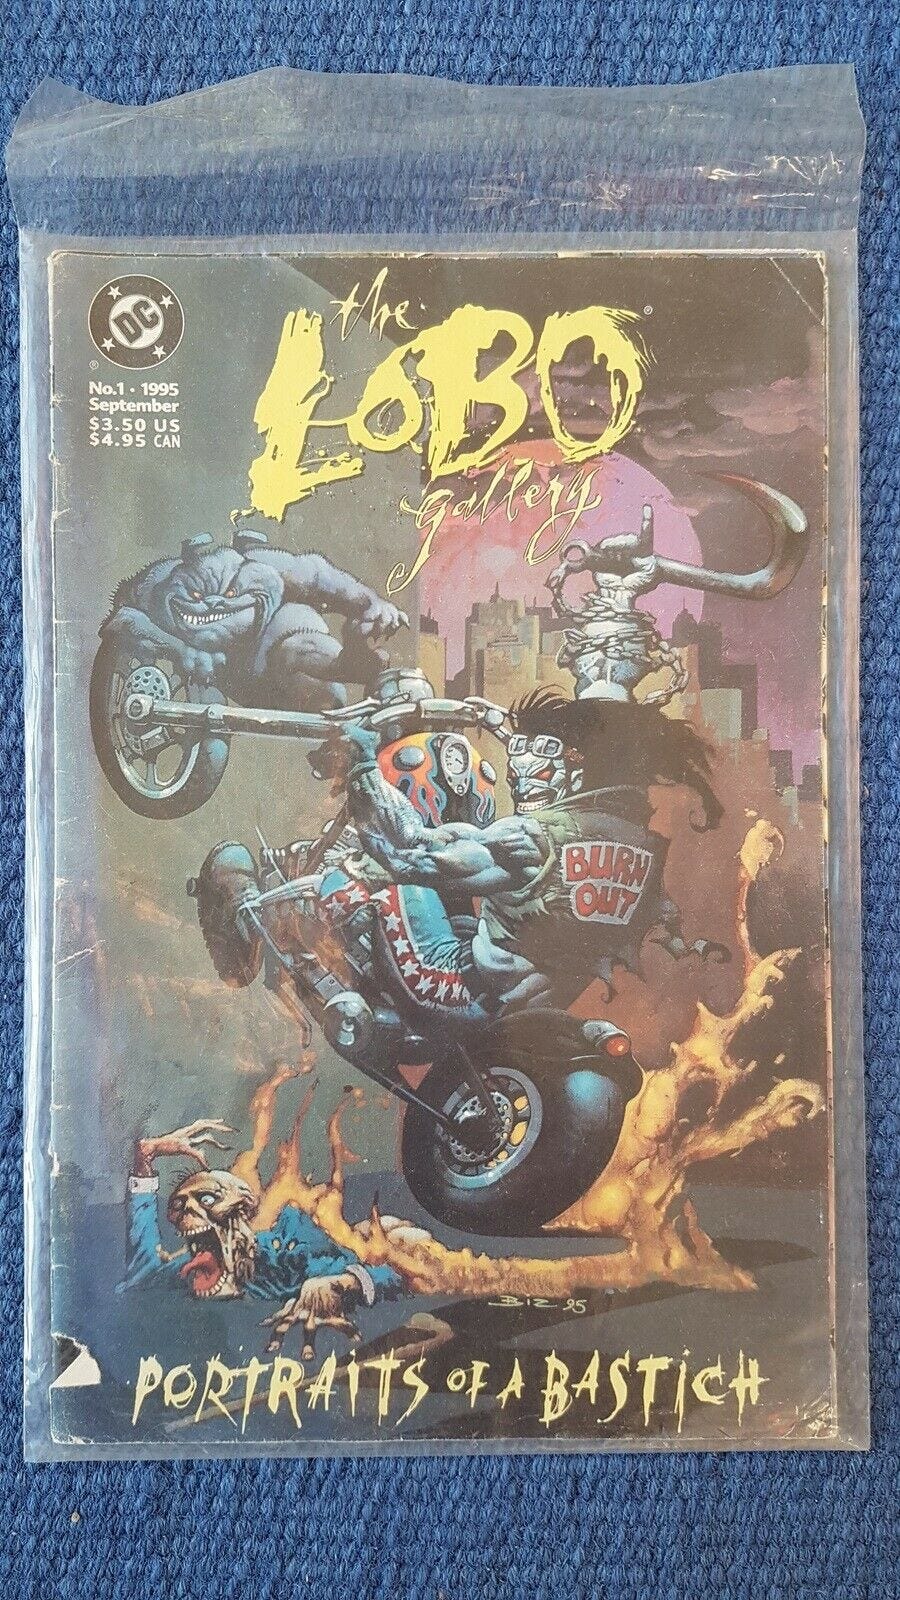 DC
®
No.1 • 1995
September
$3.50 US
$4.95 CAN
the
LOBO®
gallery
BURN
OUT
BIZ 95
PORTRAITS OF A BASTICH